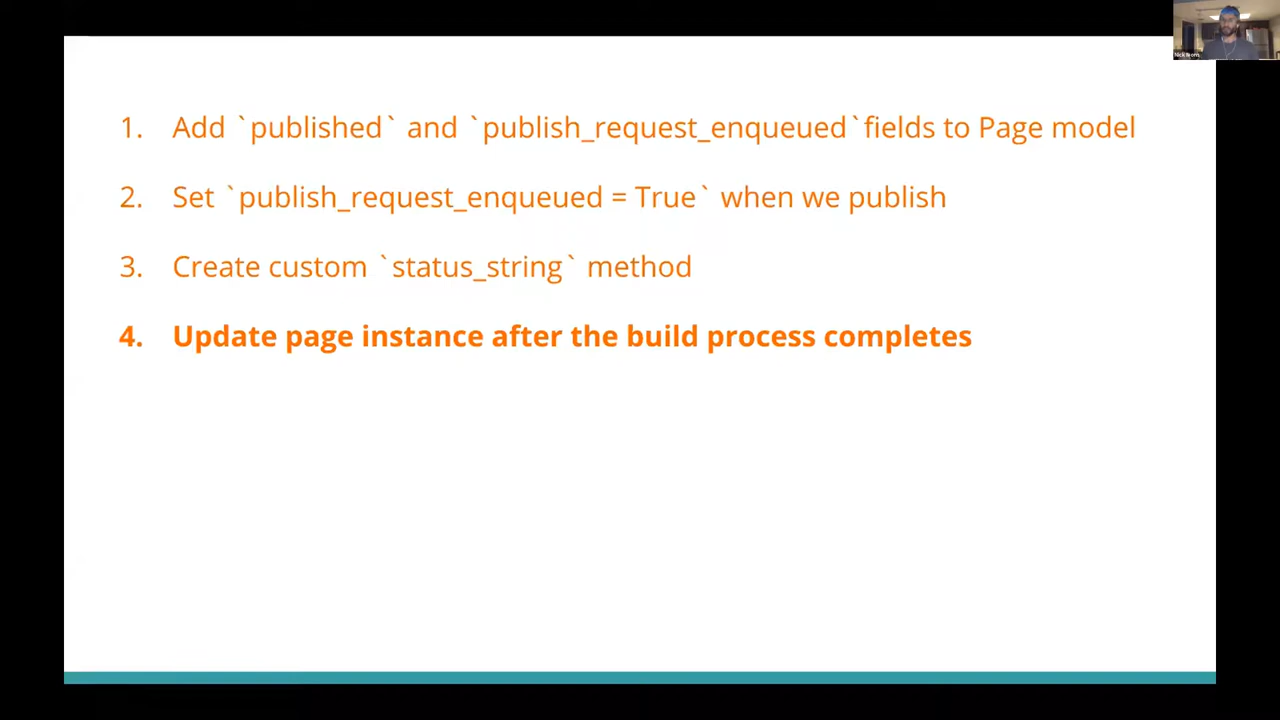 1. Add `published` and `publish_request_enqueued`fields to Page model
2. Set `publish_request_enqueued = True` when we publish
3. Create custom `status_string` method
4. Update page instance after the build process completes